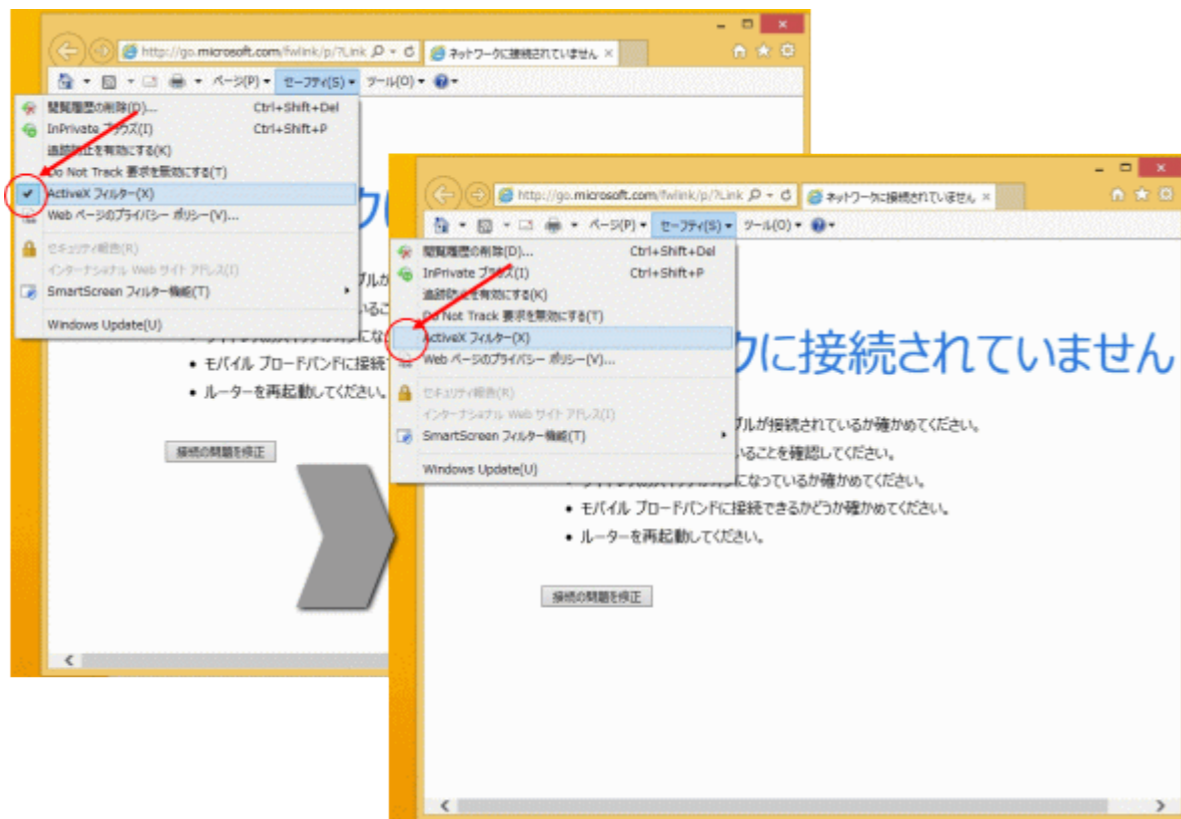 http://go.microsoft.com/fwlink/p/?Link
ネットワークに接続されていません
ページ(P)
セーフティ(S)
ツール(O)
閲覧履歴の削除(D)... Ctrl+Shift+Del
InPrivate ブラウズ(I) Ctrl+Shift+P
追跡防止を有効にする(K)
Do Not Track 要求を無効にする(T)
ActiveX フィルター(X)
Web ページのプライバシー ポリシー(V)...
セキュリティ報告(R)
インターナショナル Web サイト アドレス(I)
SmartScreen フィルター機能(T)
Windows Update(U)
• モバイル ブロードバンドに接続
• ルーターを再起動してください。
接続の問題を修正
http://go.microsoft.com/fwlink/p/?Link
ネットワークに接続されていません
ページ(P)
セーフティ(S)
ツール(O)
閲覧履歴の削除(D)... Ctrl+Shift+Del
InPrivate ブラウズ(I) Ctrl+Shift+P
追跡防止を有効にする(K)
Do Not Track 要求を無効にする(T)
ActiveX フィルター(X)
Web ページのプライバシー ポリシー(V)...
セキュリティ報告(R)
インターナショナル Web サイト アドレス(I)
SmartScreen フィルター機能(T)
Windows Update(U)
クに接続されていません
ブルが接続されているか確かめてください。
いることを確認してください。
になっているか確かめてください。
• モバイル ブロードバンドに接続できるかどうか確かめてください。
• ルーターを再起動してください。
接続の問題を修正